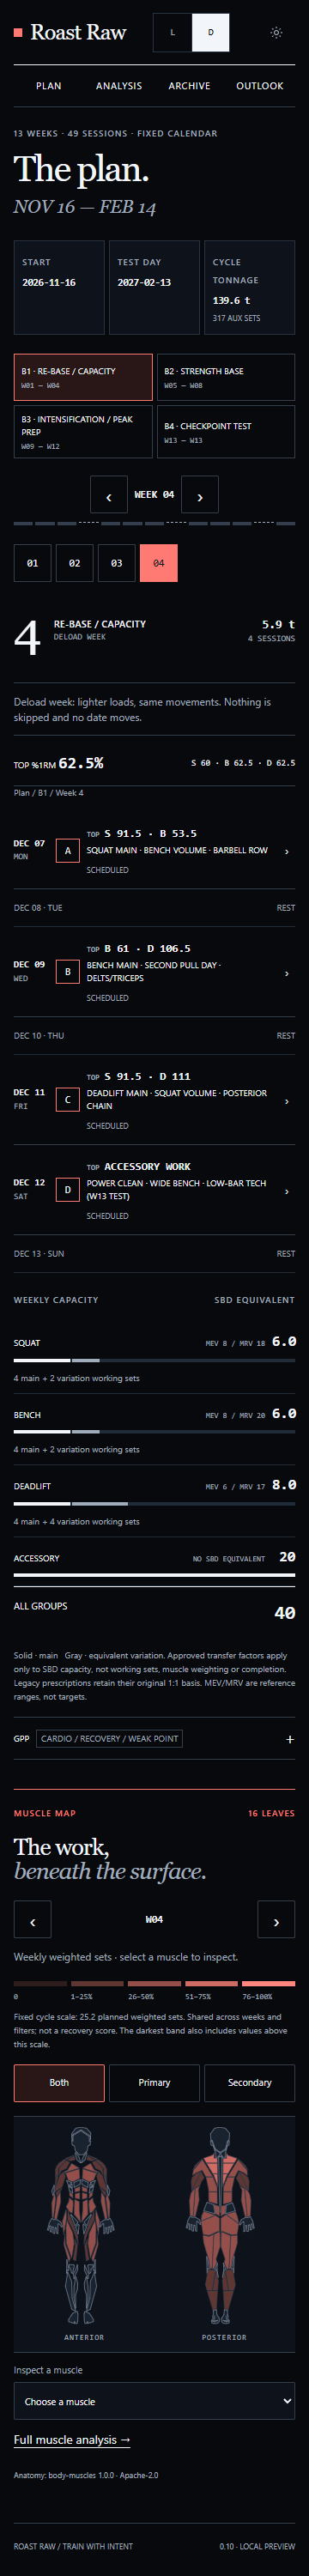 Roast Raw
L D
PLAN ANALYSIS ARCHIVE OUTLOOK
13 WEEKS · 49 SESSIONS · FIXED CALENDAR
The plan.
NOV 16 — FEB 14
START
2026-11-16
TEST DAY
2027-02-13
CYCLE
TONNAGE
139.6 t
317 AUX SETS
B1 · RE-BASE / CAPACITY
W01 — W04
B2 · STRENGTH BASE
W05 — W08
B3 · INTENSIFICATION / PEAK
PREP
W09 — W12
B4 · CHECKPOINT TEST
W13 — W13
‹ WEEK 04 ›
01 02 03 04
4 RE-BASE / CAPACITY 5.9 t
DELOAD WEEK 4 SESSIONS
Deload week: lighter loads, same movements. Nothing is
skipped and no date moves.
TOP %1RM 62.5% S 60 · B 62.5 · D 62.5
Plan / B1 / Week 4
DEC 07
MON
A
TOP S 91.5 · B 53.5
SQUAT MAIN · BENCH VOLUME · BARBELL ROW
SCHEDULED
›
DEC 08 · TUE REST
DEC 09
WED
B
TOP B 61 · D 106.5
BENCH MAIN · SECOND PULL DAY ·
DELTS/TRICEPS
SCHEDULED
›
DEC 10 · THU REST
DEC 11
FRI
C
TOP S 91.5 · D 111
DEADLIFT MAIN · SQUAT VOLUME · POSTERIOR
CHAIN
SCHEDULED
›
DEC 12
SAT
D
TOP ACCESSORY WORK
POWER CLEAN · WIDE BENCH · LOW-BAR TECH
(W13 TEST)
SCHEDULED
›
DEC 13 · SUN REST
WEEKLY CAPACITY SBD EQUIVALENT
SQUAT MEV 8 / MRV 18 6.0
4 main + 2 variation working sets
BENCH MEV 8 / MRV 20 6.0
4 main + 2 variation working sets
DEADLIFT MEV 6 / MRV 17 8.0
4 main + 4 variation working sets
ACCESSORY NO SBD EQUIVALENT 20
ALL GROUPS 40
Solid · main Gray · equivalent variation. Approved transfer factors apply
only to SBD capacity, not working sets, muscle weighting or completion.
Legacy prescriptions retain their original 1:1 basis. MEV/MRV are reference
ranges, not targets.
GPP CARDIO / RECOVERY / WEAK POINT +
MUSCLE MAP 16 LEAVES
The work,
beneath the surface.
‹ W04 ›
Weekly weighted sets · select a muscle to inspect.
0 1–25% 26–50% 51–75% 76–100%
Fixed cycle scale: 25.2 planned weighted sets. Shared across weeks and
filters; not a recovery score. The darkest band also includes values above
this scale.
Both Primary Secondary
ANTERIOR POSTERIOR
Inspect a muscle
Choose a muscle
Full muscle analysis →
Anatomy: body-muscles 1.0.0 · Apache-2.0
ROAST RAW / TRAIN WITH INTENT 0.10 · LOCAL PREVIEW